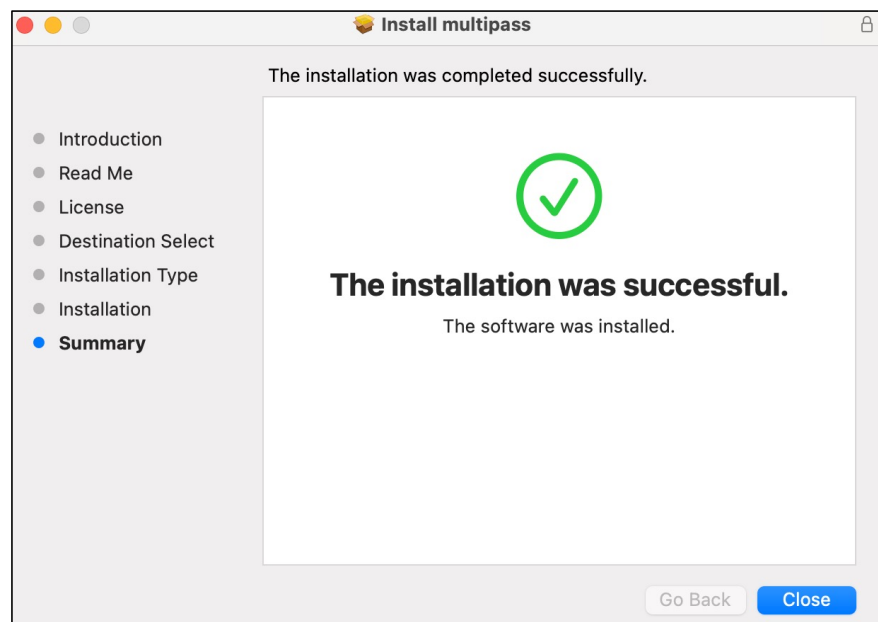 Install multipass
The installation was completed successfully.
Introduction
Read Me
License
Destination Select
Installation Type
Installation
Summary
The installation was successful.
The software was installed.
Go Back
Close